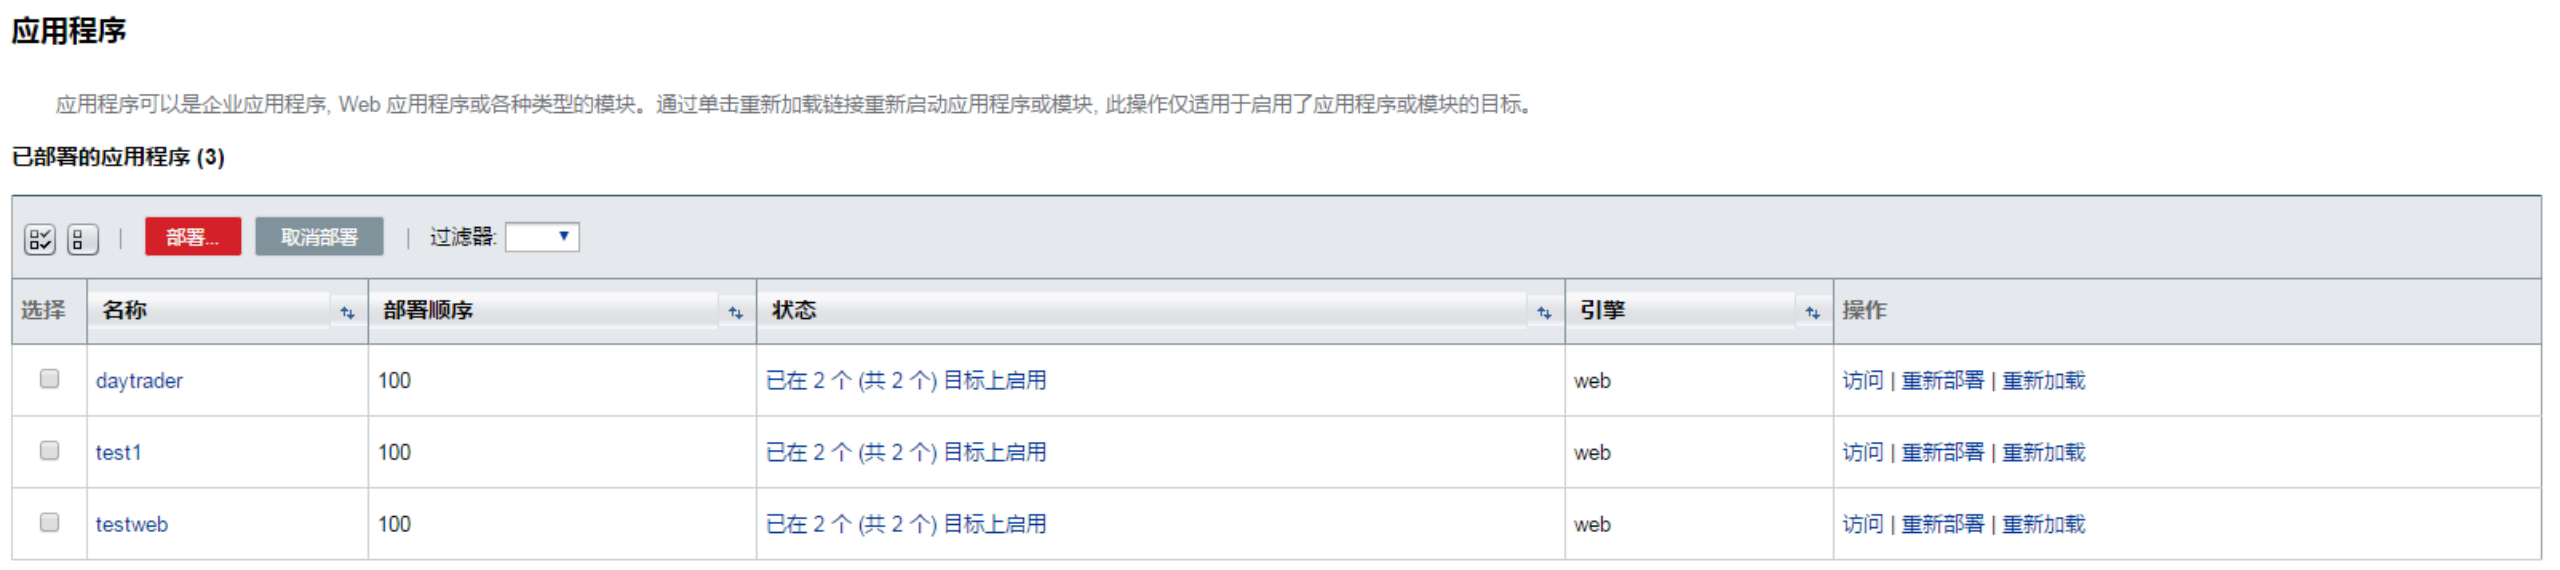 应用程序
应用程序可以是企业应用程序, Web 应用程序或各种类型的模块。通过单击重新加载链接重新启动应用程序或模块, 此操作仅适用于启用了应用程序或模块的目标。
已部署的应用程序 (3)
部署... 取消部署 过滤器:
选择 名称 部署顺序 状态 引擎 操作
daytrader 100 已在 2 个 (共 2 个) 目标上启用 web 访问 | 重新部署 | 重新加载
test1 100 已在 2 个 (共 2 个) 目标上启用 web 访问 | 重新部署 | 重新加载
testweb 100 已在 2 个 (共 2 个) 目标上启用 web 访问 | 重新部署 | 重新加载